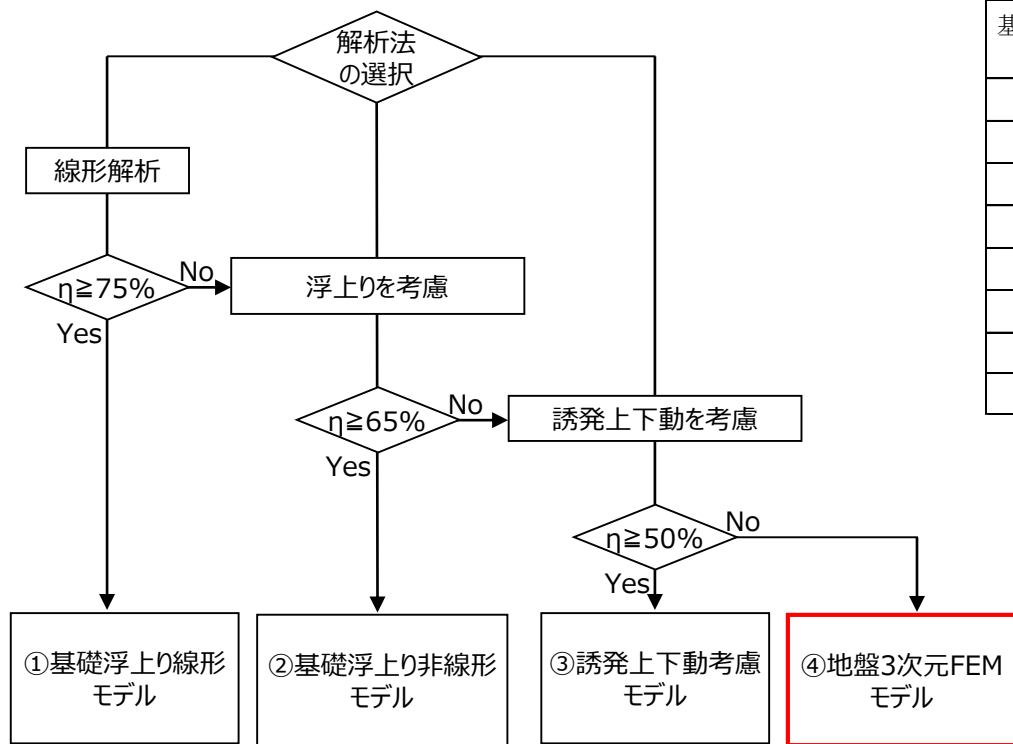 解析法
の選択
基
線形解析
η≧75%
No
Yes
浮上りを考慮
η≧65%
No
Yes
誘発上下動を考慮
η≧50%
No
Yes
①基礎浮上り線形
モデル
②基礎浮上り非線形
モデル
③誘発上下動考慮
モデル
④地盤3次元FEM
モデル